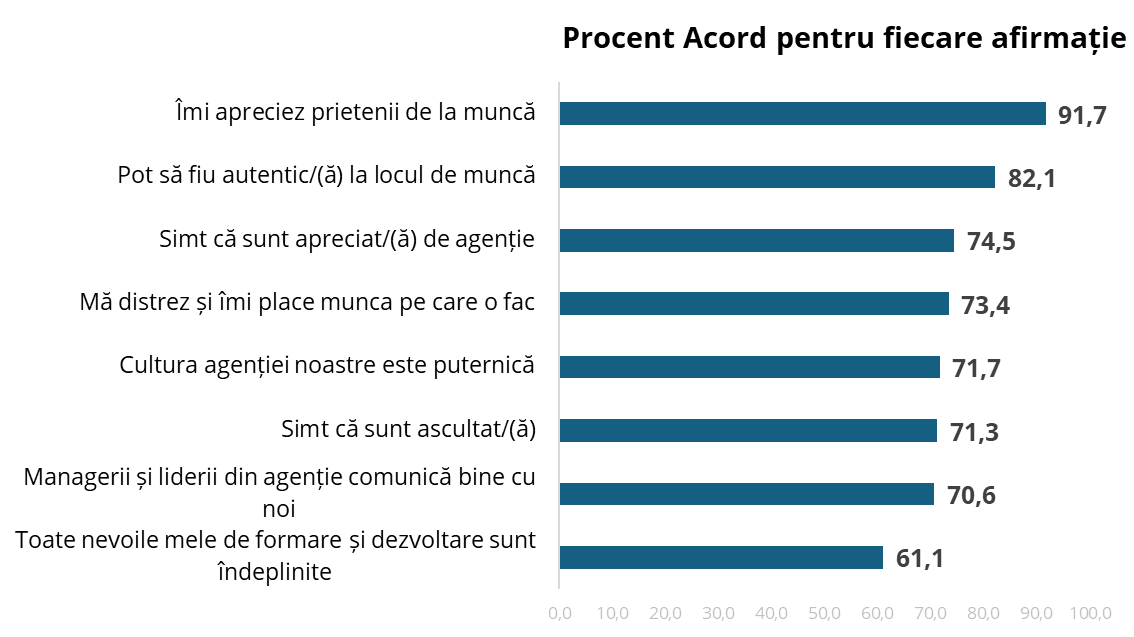 Procent Acord pentru fiecare afirmație
Îmi apreciez prietenii de la muncă
91,7
Pot să fiu autentic/(ă) la locul de muncă
82,1
Simt că sunt apreciat/(ă) de agenție
74,5
Mă distrez și îmi place munca pe care o fac
73,4
Cultura agenției noastre este puternică
71,7
Simt că sunt ascultat/(ă)
71,3
Managerii și liderii din agenție comunică bine cu
noi
70,6
Toate nevoile mele de formare și dezvoltare sunt
îndeplinite
61,1
0,0 10,0 20,0 30,0 40,0 50,0 60,0 70,0 80,0 90,0 100,0